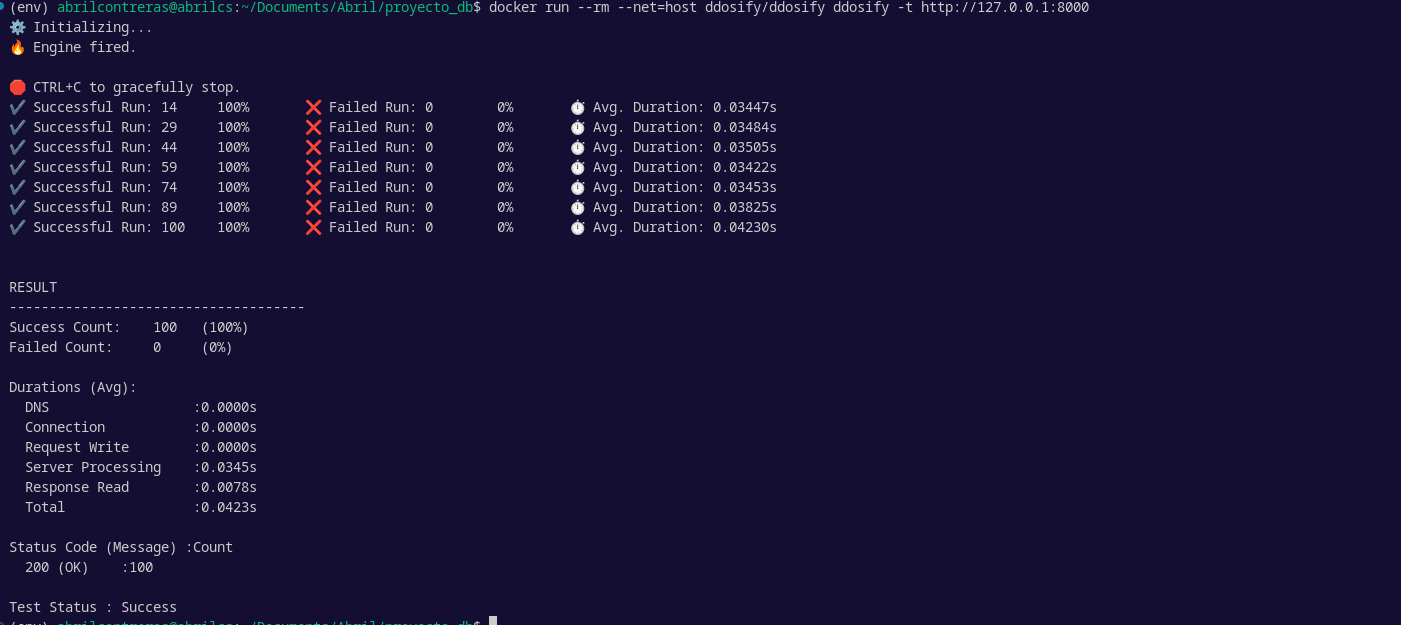 (env) abrilcontreras@abrilcs:~/Documents/Abril/proyecto_db$ docker run --rm --net=host ddosify/ddosify ddosify -t http://127.0.0.1:8000
⚙️ Initializing...
🔥 Engine fired.
🛑 CTRL+C to gracefully stop.
✔️ Successful Run: 14 100% ❌ Failed Run: 0 0% ⏱️ Avg. Duration: 0.03447s
✔️ Successful Run: 29 100% ❌ Failed Run: 0 0% ⏱️ Avg. Duration: 0.03484s
✔️ Successful Run: 44 100% ❌ Failed Run: 0 0% ⏱️ Avg. Duration: 0.03505s
✔️ Successful Run: 59 100% ❌ Failed Run: 0 0% ⏱️ Avg. Duration: 0.03422s
✔️ Successful Run: 74 100% ❌ Failed Run: 0 0% ⏱️ Avg. Duration: 0.03453s
✔️ Successful Run: 89 100% ❌ Failed Run: 0 0% ⏱️ Avg. Duration: 0.03825s
✔️ Successful Run: 100 100% ❌ Failed Run: 0 0% ⏱️ Avg. Duration: 0.04230s
RESULT
-------------------------------------
Success Count: 100 (100%)
Failed Count: 0 (0%)
Durations (Avg):
DNS :0.0000s
Connection :0.0000s
Request Write :0.0000s
Server Processing :0.0345s
Response Read :0.0078s
Total :0.0423s
Status Code (Message) :Count
200 (OK) :100
Test Status : Success
(env) abrilcontreras@abrilcs:~/Documents/Abril/proyecto_db$